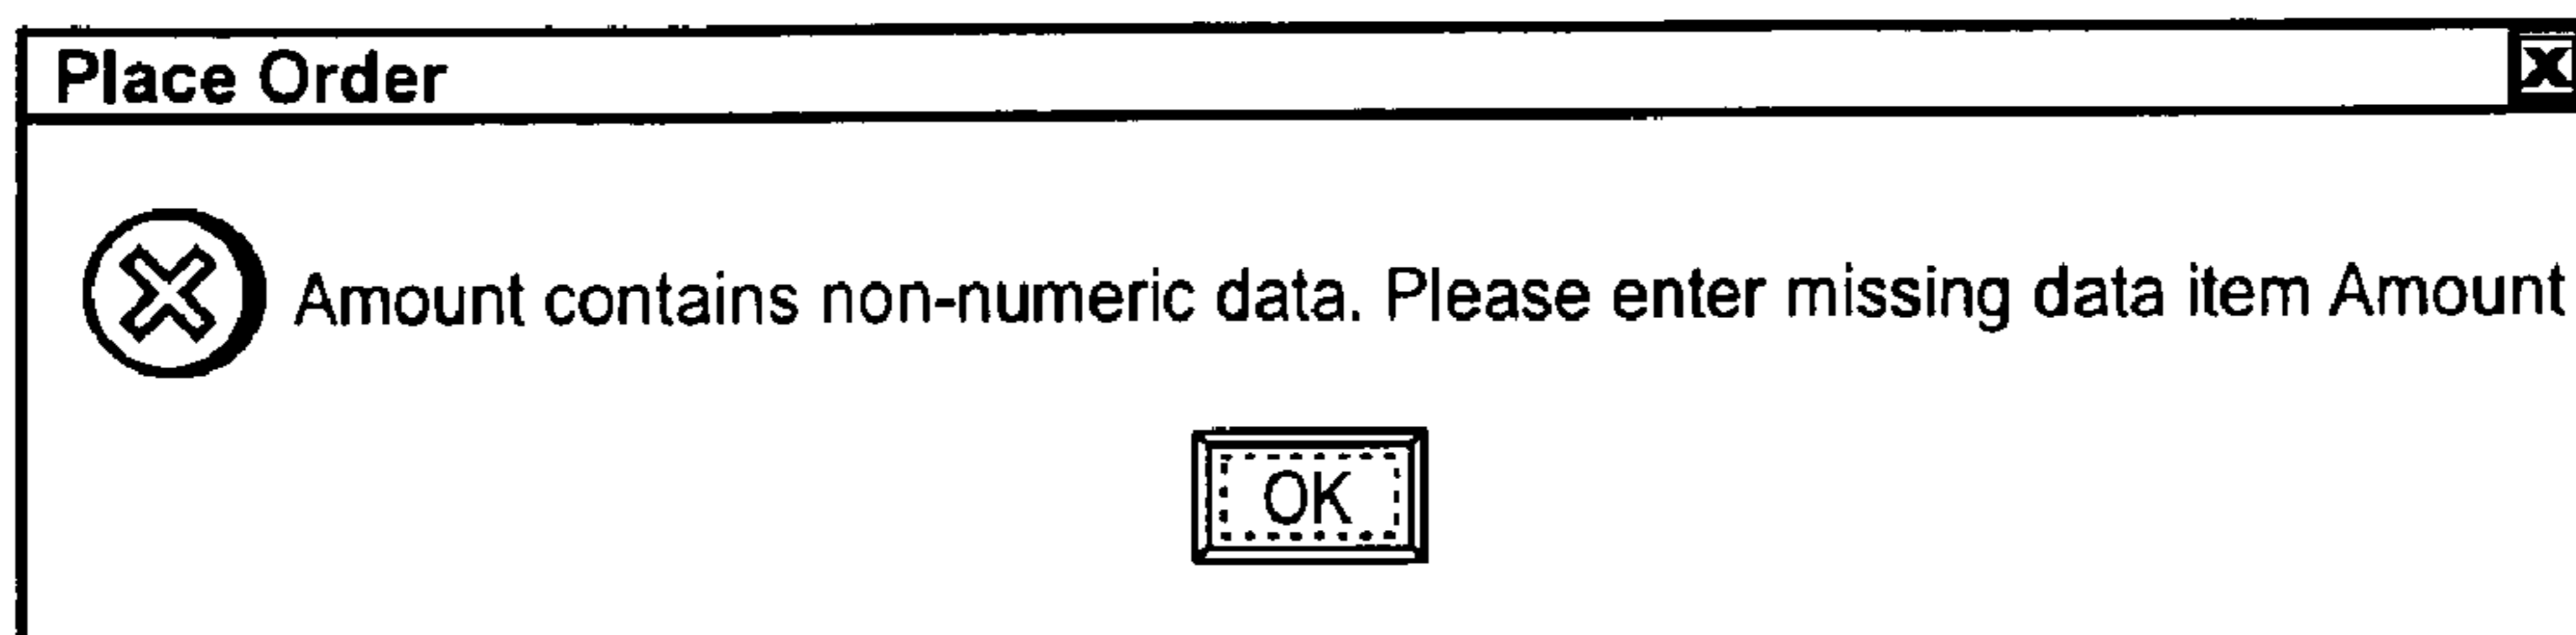 Place Order
Amount contains non-numeric data. Please enter missing data item Amount
OK